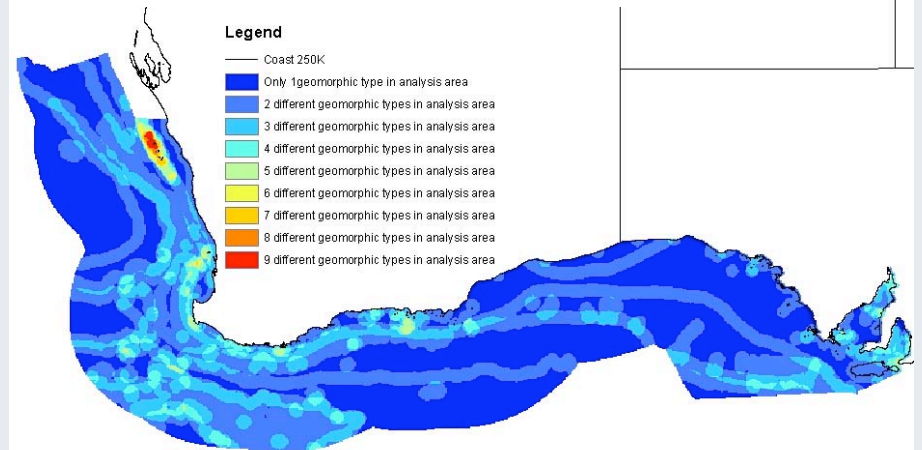 Legend
Coast 250K
Only 1geomorphic type in analysis area
2 different geomorphic types in analysis area
3 different geomorphic types in analysis area
4 different geomorphic types in analysis area
5 different geomorphic types in analysis area
6 different geomorphic types in analysis area
7 different geomorphic types in analysis area
8 different geomorphic types in analysis area
9 different geomorphic types in analysis area